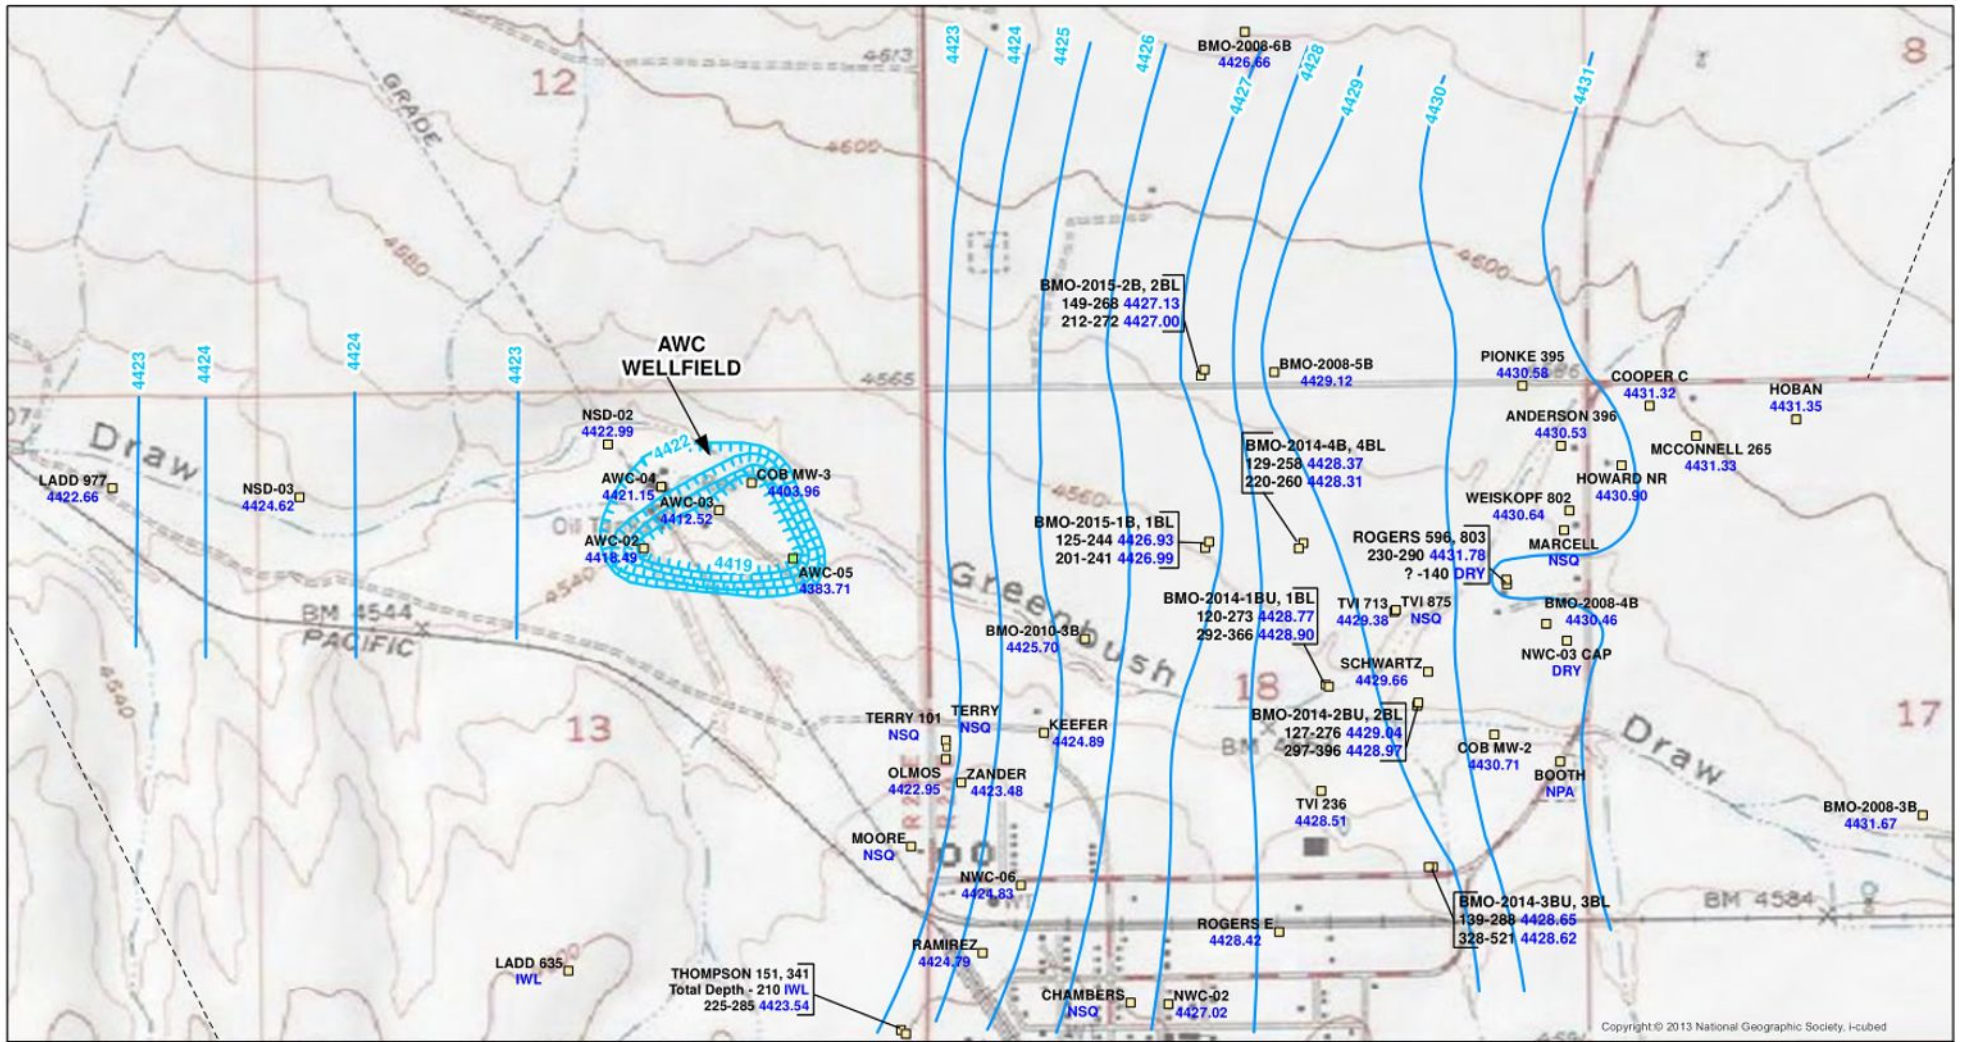 4423
4424
4425
4426
4427
4428
4429
4430
4431
BMO-2008-6B
4426.66
12
8
4613
GRADE
4600
4580
4600
BMO-2015-2B, 2BL
149-268 4427.13
212-272 4427.00
AWC
WELLFIELD
4423
4424
4424
4423
4565
BMO-2008-5B
4429.12
PIONKE 395
4430.58
COOPER C
4431.32
HOBAN
4431.35
NSD-02
4422.99
ANDERSON 396
4430.53
MCCONNELL 265
4431.33
Draw
4422
BMO-2014-4B, 4BL
129-258 4428.37
220-260 4428.31
LADD 977
4422.66
NSD-03
4424.62
AWC-04
4421.15
COB MW-3
4403.96
AWC-03
4412.52
HOWARD NR
4430.90
4560
WEISKOPF 802
4430.64
AWC-02
4418.49
BMO-2015-1B, 1BL
125-244 4426.93
201-241 4426.99
ROGERS 596, 803
230-290 4431.78
? -140 DRY
MARCELL
NSQ
4419
AWC-05
4383.71
4540
Greenbush
BM 4544
PACIFIC
BMO-2014-1BU, 1BL
120-273 4428.77
292-366 4428.90
TVI 713
4429.38
TVI 875
NSQ
BMO-2008-4B
4430.46
BMO-2010-3B
4425.70
NWC-03 CAP
DRY
SCHWARTZ
4429.66
4540
18
13
17
TERRY 101
NSQ
TERRY
NSQ
KEEFER
4424.89
BMO-2014-2BU, 2BL
127-276 4429.04
297-396 4428.97
BM
COB MW-2
4430.71
Draw
OLMOS
4422.95
ZANDER
4423.48
BOOTH
NPA
TVI 236
4428.51
BMO-2008-3B
4431.67
MOORE
NSQ
NWC-06
4424.83
BMO-2014-3BU, 3BL
139-288 4428.65
328-521 4428.62
BM 4584
ROGERS E
4428.42
RAMIREZ
4424.79
LADD 635
IWL
THOMPSON 151, 341
Total Depth - 210 IWL
225-285 4423.54
CHAMBERS
NSQ
NWC-02
4427.02
Copyright:© 2013 National Geographic Society, i-cubed